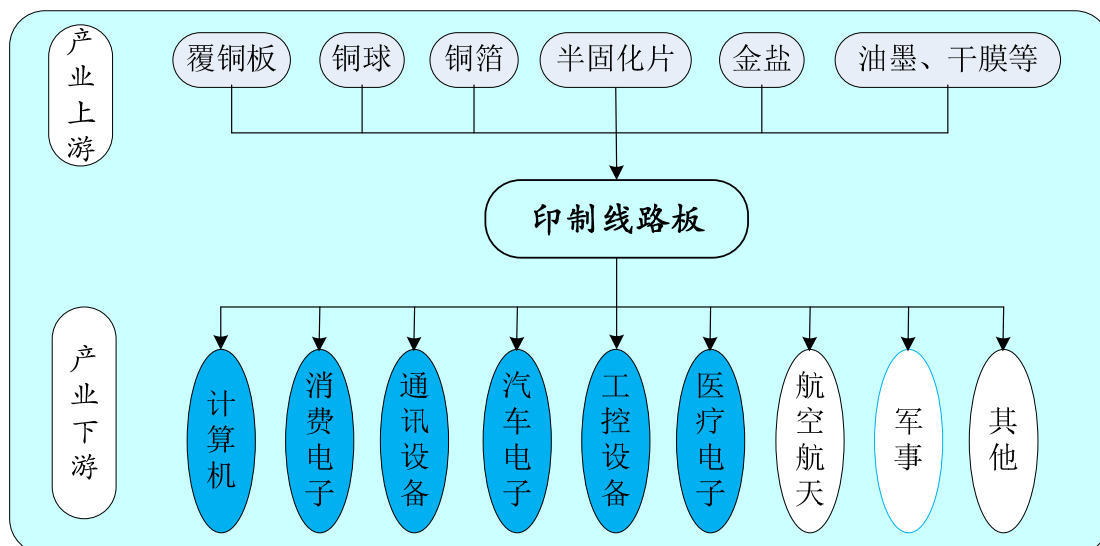 产业上游
覆铜板
铜球
铜箔
半固化片
金盐
油墨、干膜等
印制线路板
产业下游
计算机
消费电子
通讯设备
汽车电子
工控设备
医疗电子
航空航天
军事
其他